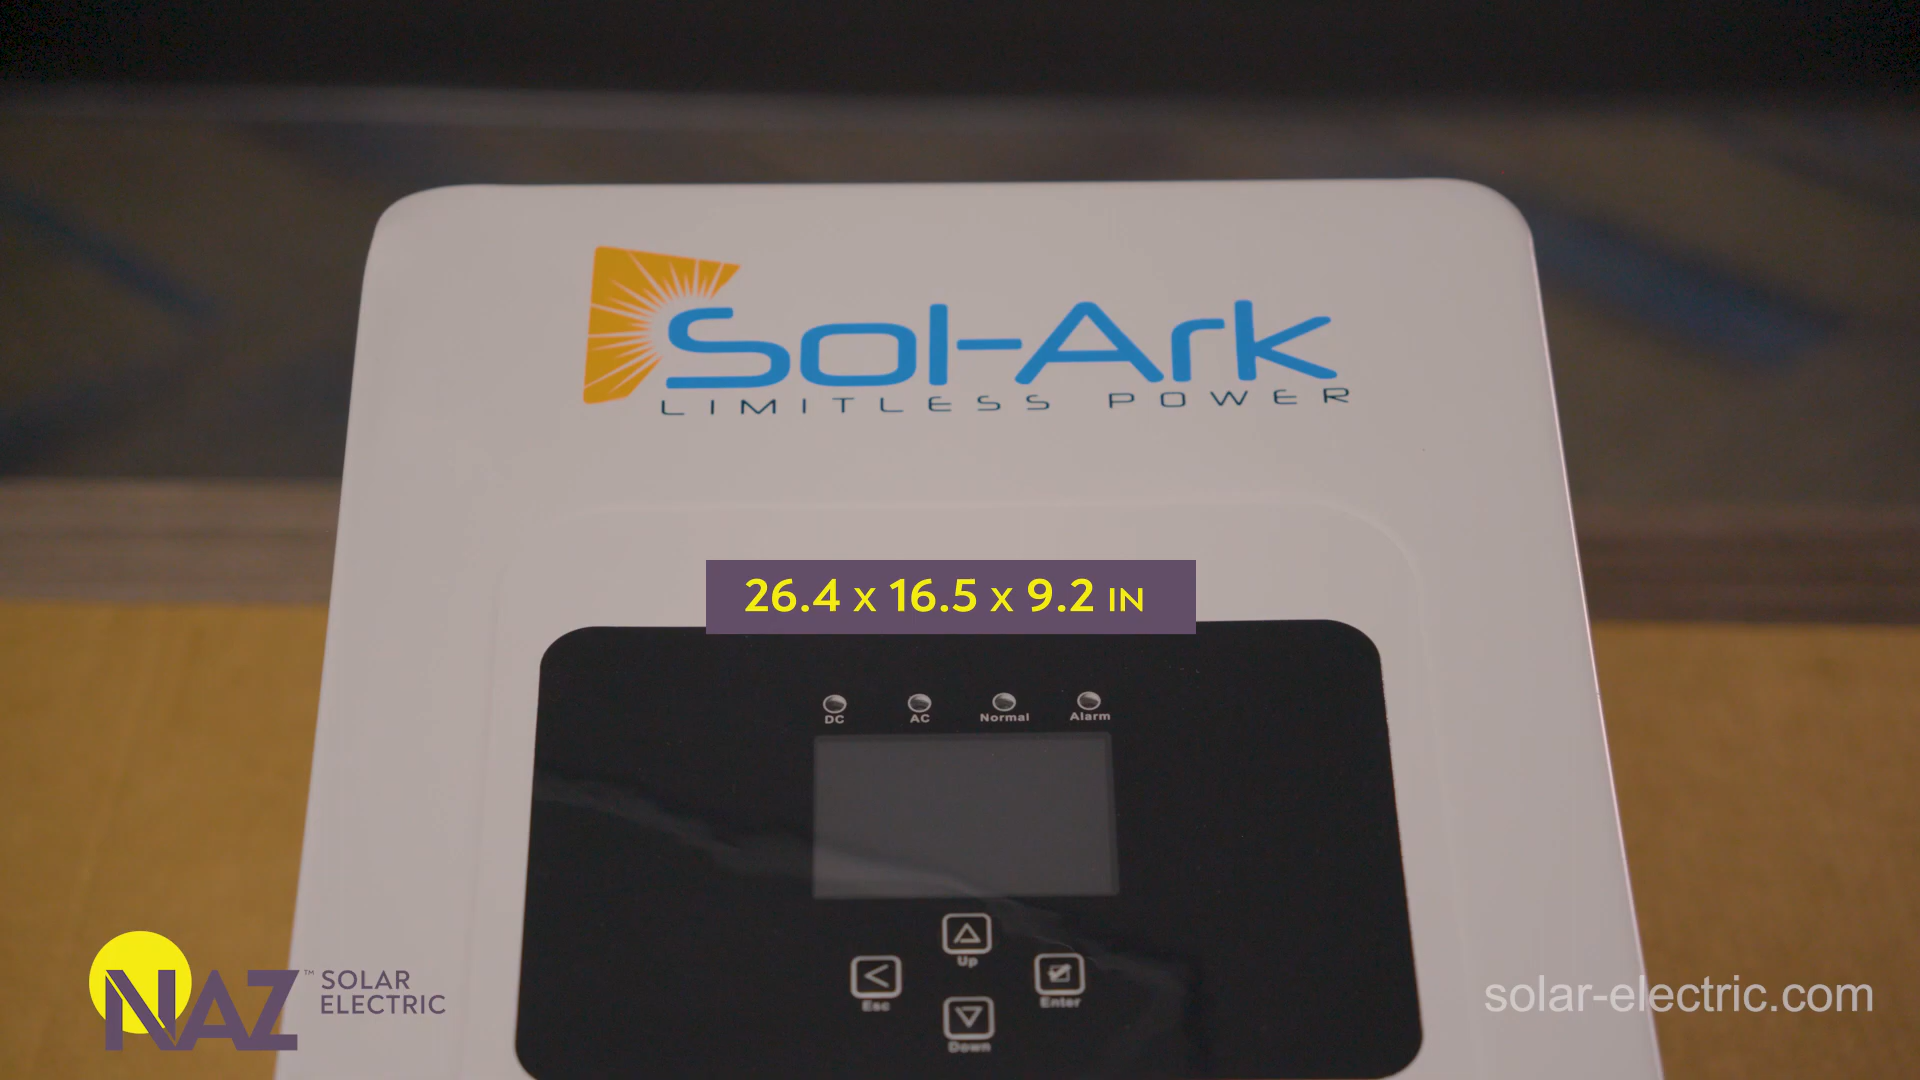 Sol-Ark
LIMITLESS POWER
26.4 X 16.5 X 9.2 IN
DC AC Normal Alarm
Up
Esc
Enter
Down
NAZ™ SOLAR
ELECTRIC
solar-electric.com